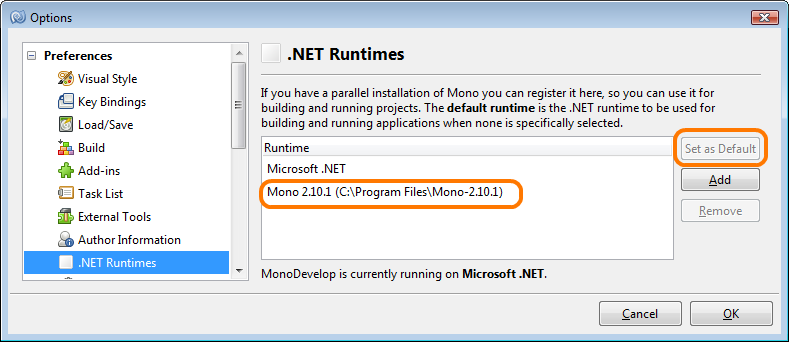 Options
Preferences
Visual Style
Key Bindings
Load/Save
Build
Add-ins
Task List
External Tools
Author Information
.NET Runtimes
.NET Runtimes
If you have a parallel installation of Mono you can register it here, so you can use it for
building and running projects. The default runtime is the .NET runtime to be used for
building and running applications when none is specifically selected.
Runtime
Microsoft .NET
Mono 2.10.1 (C:\Program Files\Mono-2.10.1)
Set as Default
Add
Remove
MonoDevelop is currently running on Microsoft .NET.
Cancel
OK